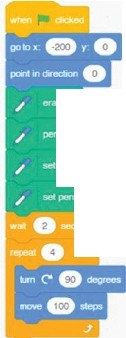 when clicked
go to x: -200 y: 0
point in direction 0
era
pen
set
set pen
wait 2 sec
repeat 4
turn 90 degrees
move 100 steps